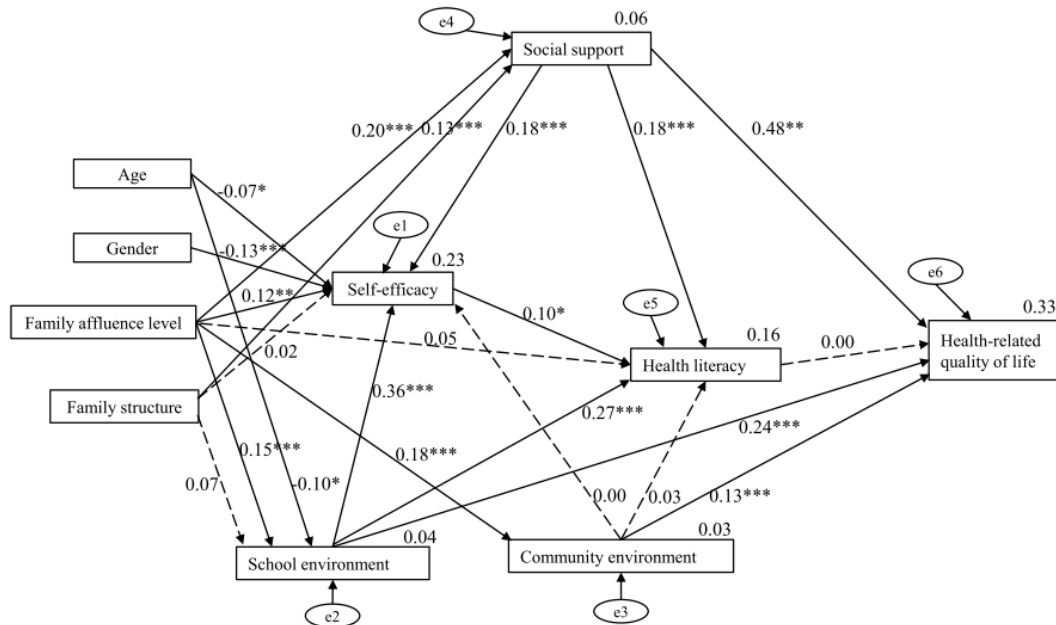 e4
0.06
Social support
0.20***
0.13***
0.18***
0.18***
0.48**
Age
-0.07*
Gender
-0.13***
e1
0.23
Self-efficacy
e6
0.33
Family affluence level
0.12**
0.10*
e5
0.16
0.05
0.02
Health literacy
0.00
Health-related
quality of life
Family structure
0.36***
0.27***
0.24***
0.07
0.15***
-0.10*
0.18***
0.00
0.03
0.13***
0.04
School environment
0.03
Community environment
e2
e3